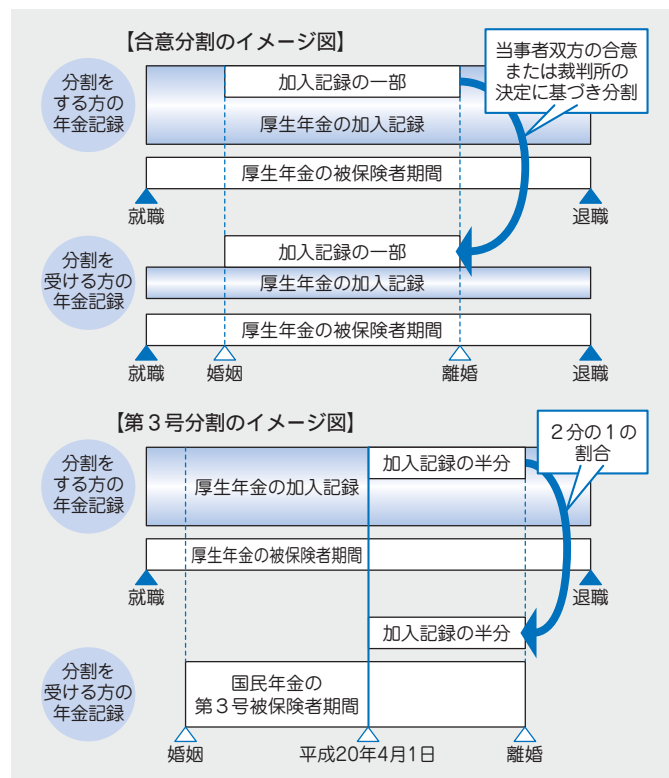 【合意分割のイメージ図】
当事者双方の合意
または裁判所の
決定に基づき分割
分割を
する方の
年金記録
加入記録の一部
厚生年金の加入記録
厚生年金の被保険者期間
就職
退職
分割を
受ける方の
年金記録
加入記録の一部
厚生年金の加入記録
厚生年金の被保険者期間
就職
婚姻
離婚
退職
【第3号分割のイメージ図】
2分の1の
割合
分割を
する方の
年金記録
加入記録の半分
厚生年金の加入記録
厚生年金の被保険者期間
就職
退職
加入記録の半分
分割を
受ける方の
年金記録
国民年金の
第3号被保険者期間
婚姻
平成20年4月1日
離婚